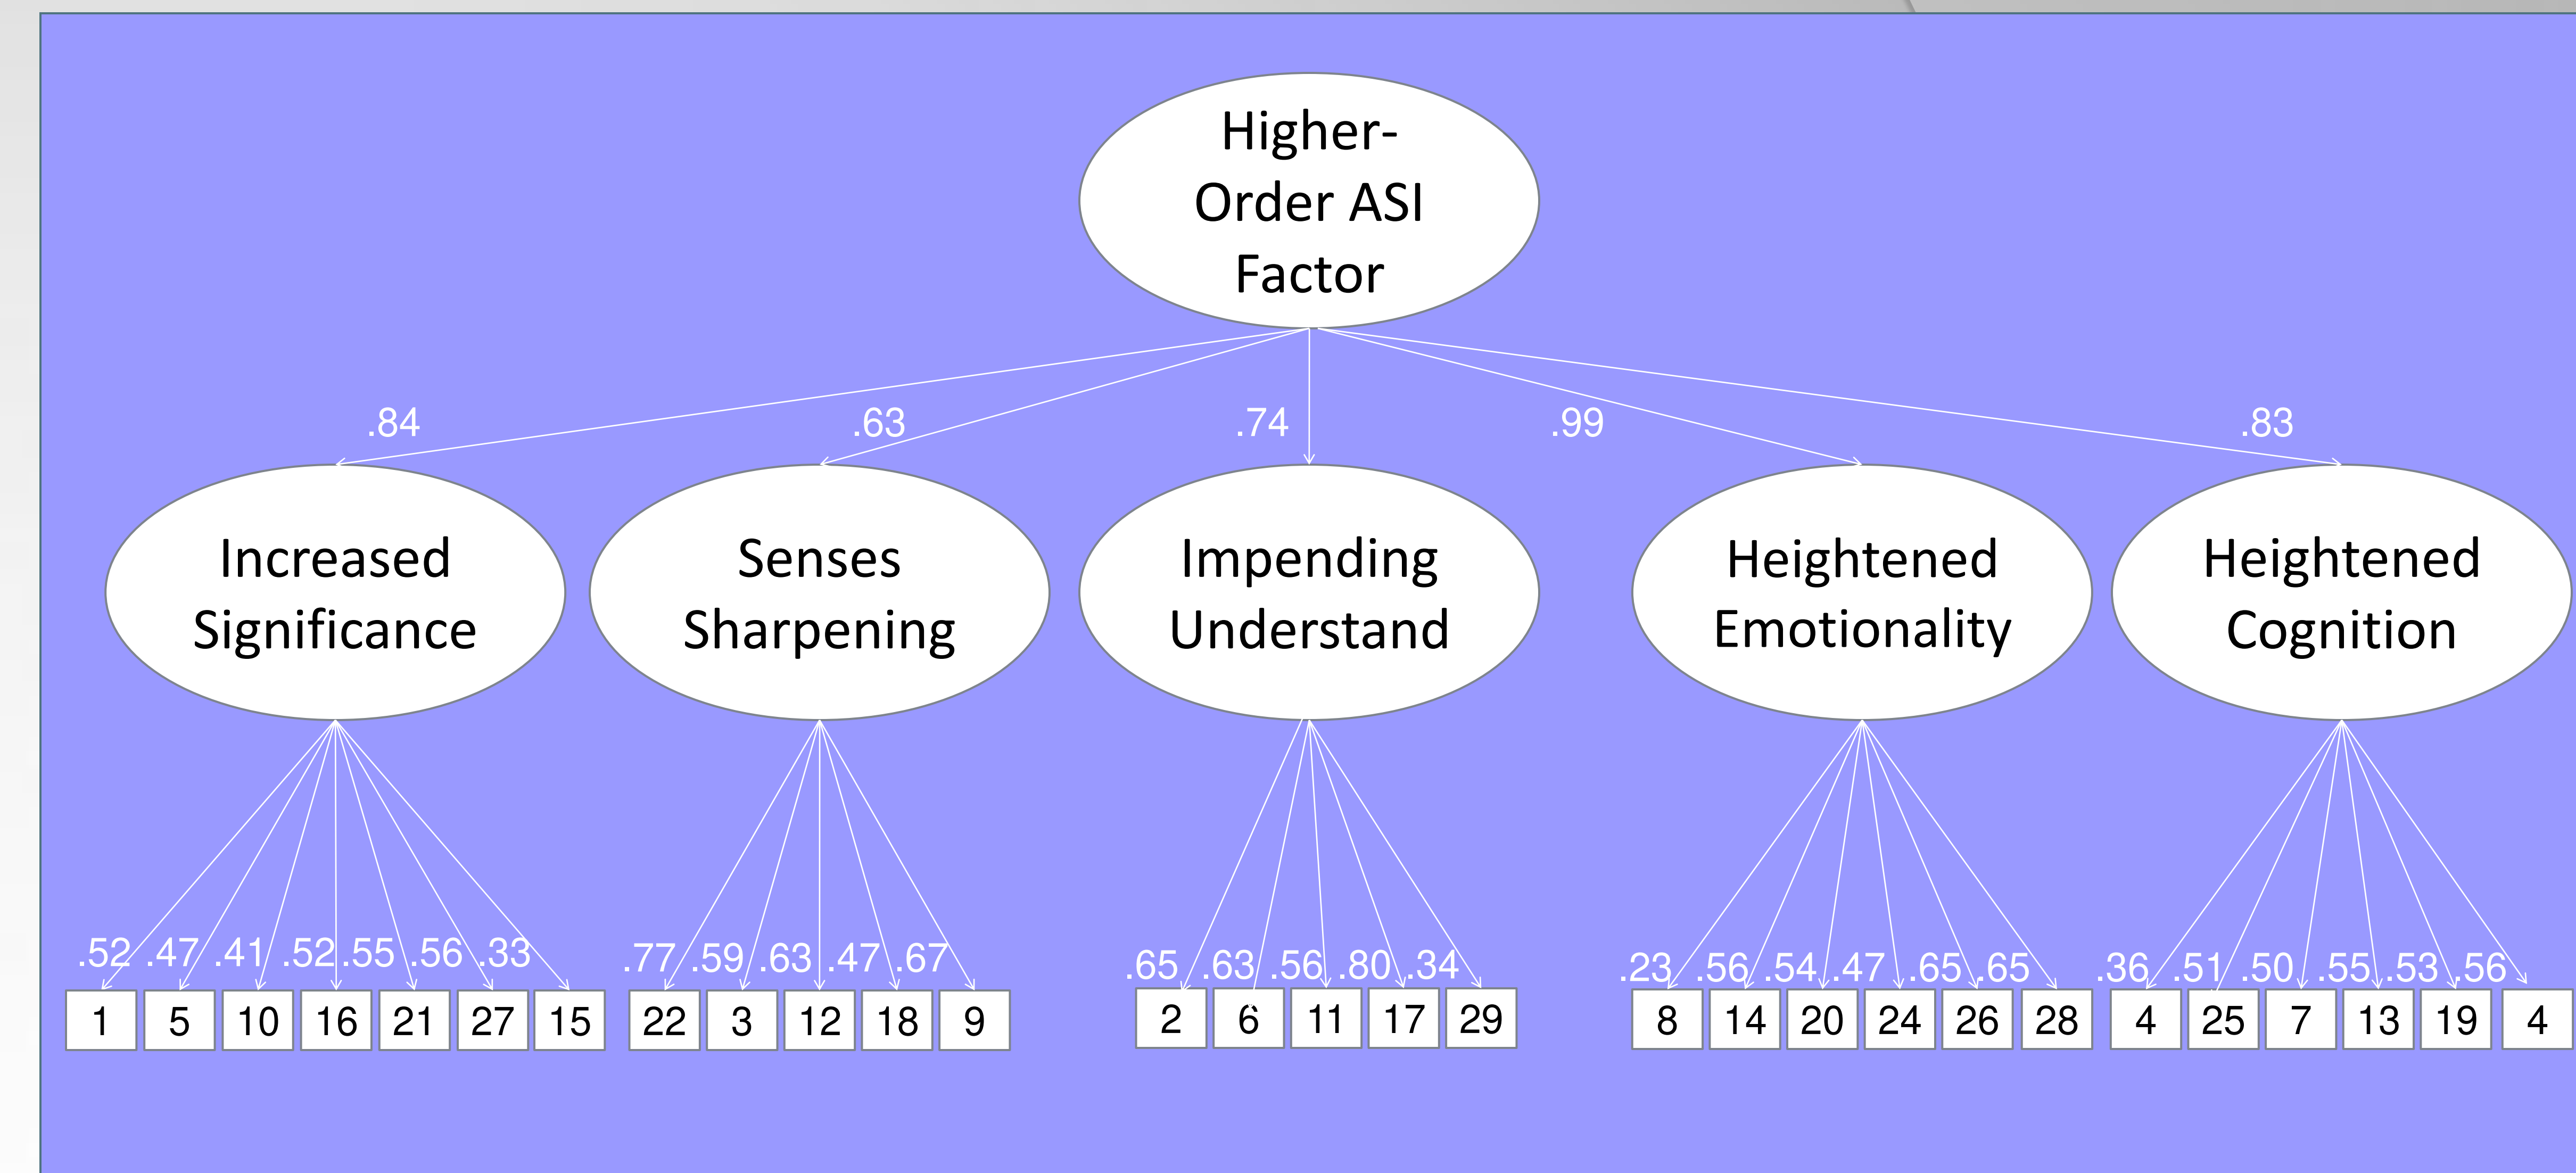 Higher-
Order ASI
Factor
.84 .63 .74 .99 .83
Increased
Significance
Senses
Sharpening
Impending
Understand
Heightened
Emotionality
Heightened
Cognition
.52 .47 .41 .52 .55 .56 .33
.77 .59 .63 .47 .67
.65 .63 .56 .80 .34
.23 .56 .54 .47 .65 .65
.36 .51 .50 .55 .53 .56
1 5 10 16 21 27 15
22 3 12 18 9
2 6 11 17 29
8 14 20 24 26 28
4 25 7 13 19 4